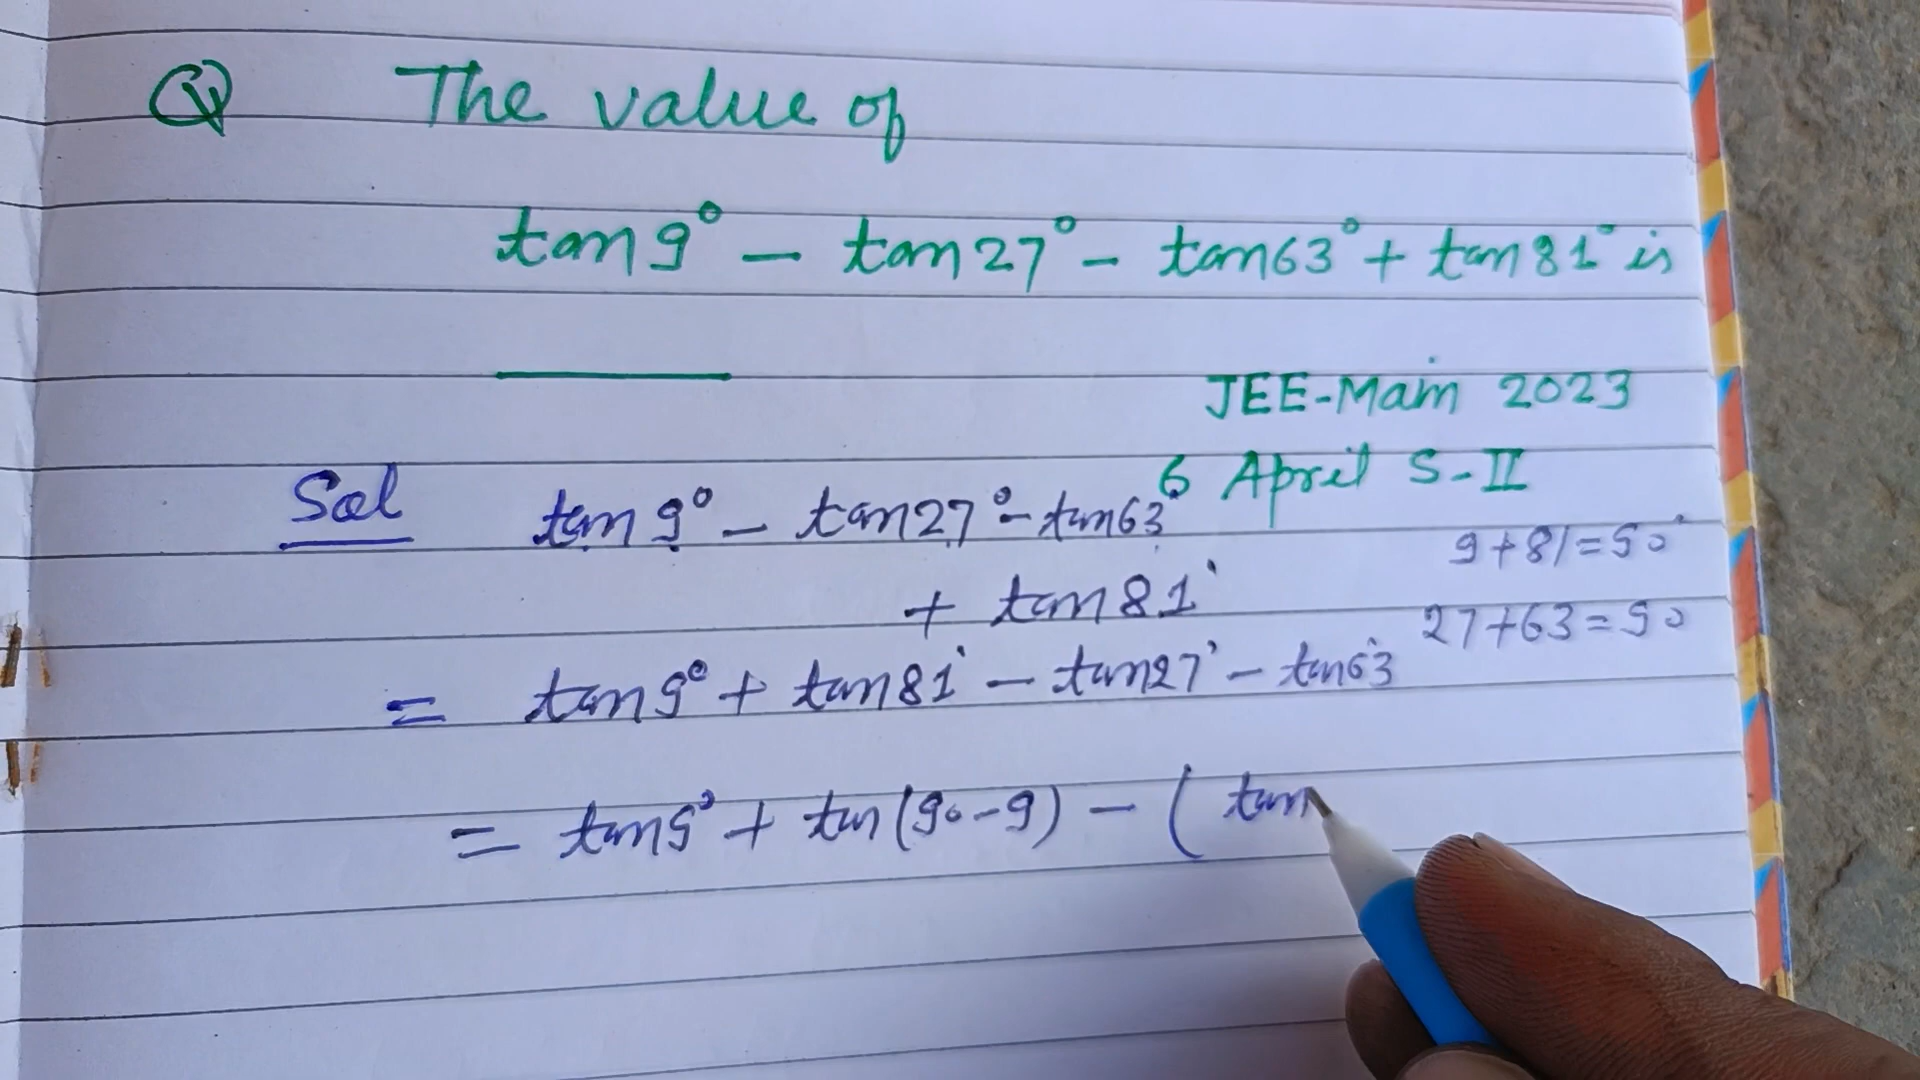 Q The value of
tan 9° - tan 27° - tan 63° + tan 81° is
JEE-Main 2023
6 April S-II
Sol tan 9° - tan 27° - tan 63°
+ tan 81°
9+81=90°
27+63=90
= tan 9° + tan 81° - tan 27° - tan 63
= tan 9° + tan (90-9) - ( tan